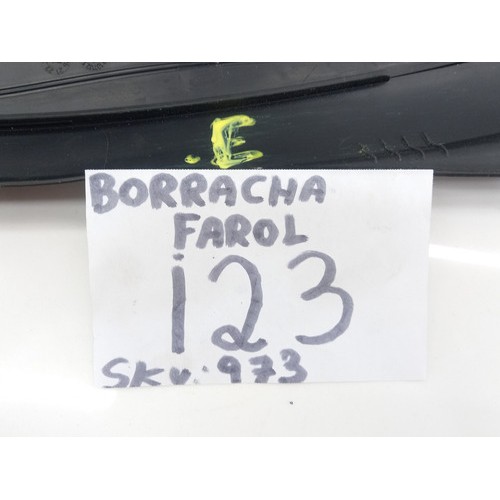 .E
BORRACHA
FAROL
i23
SKU: 973